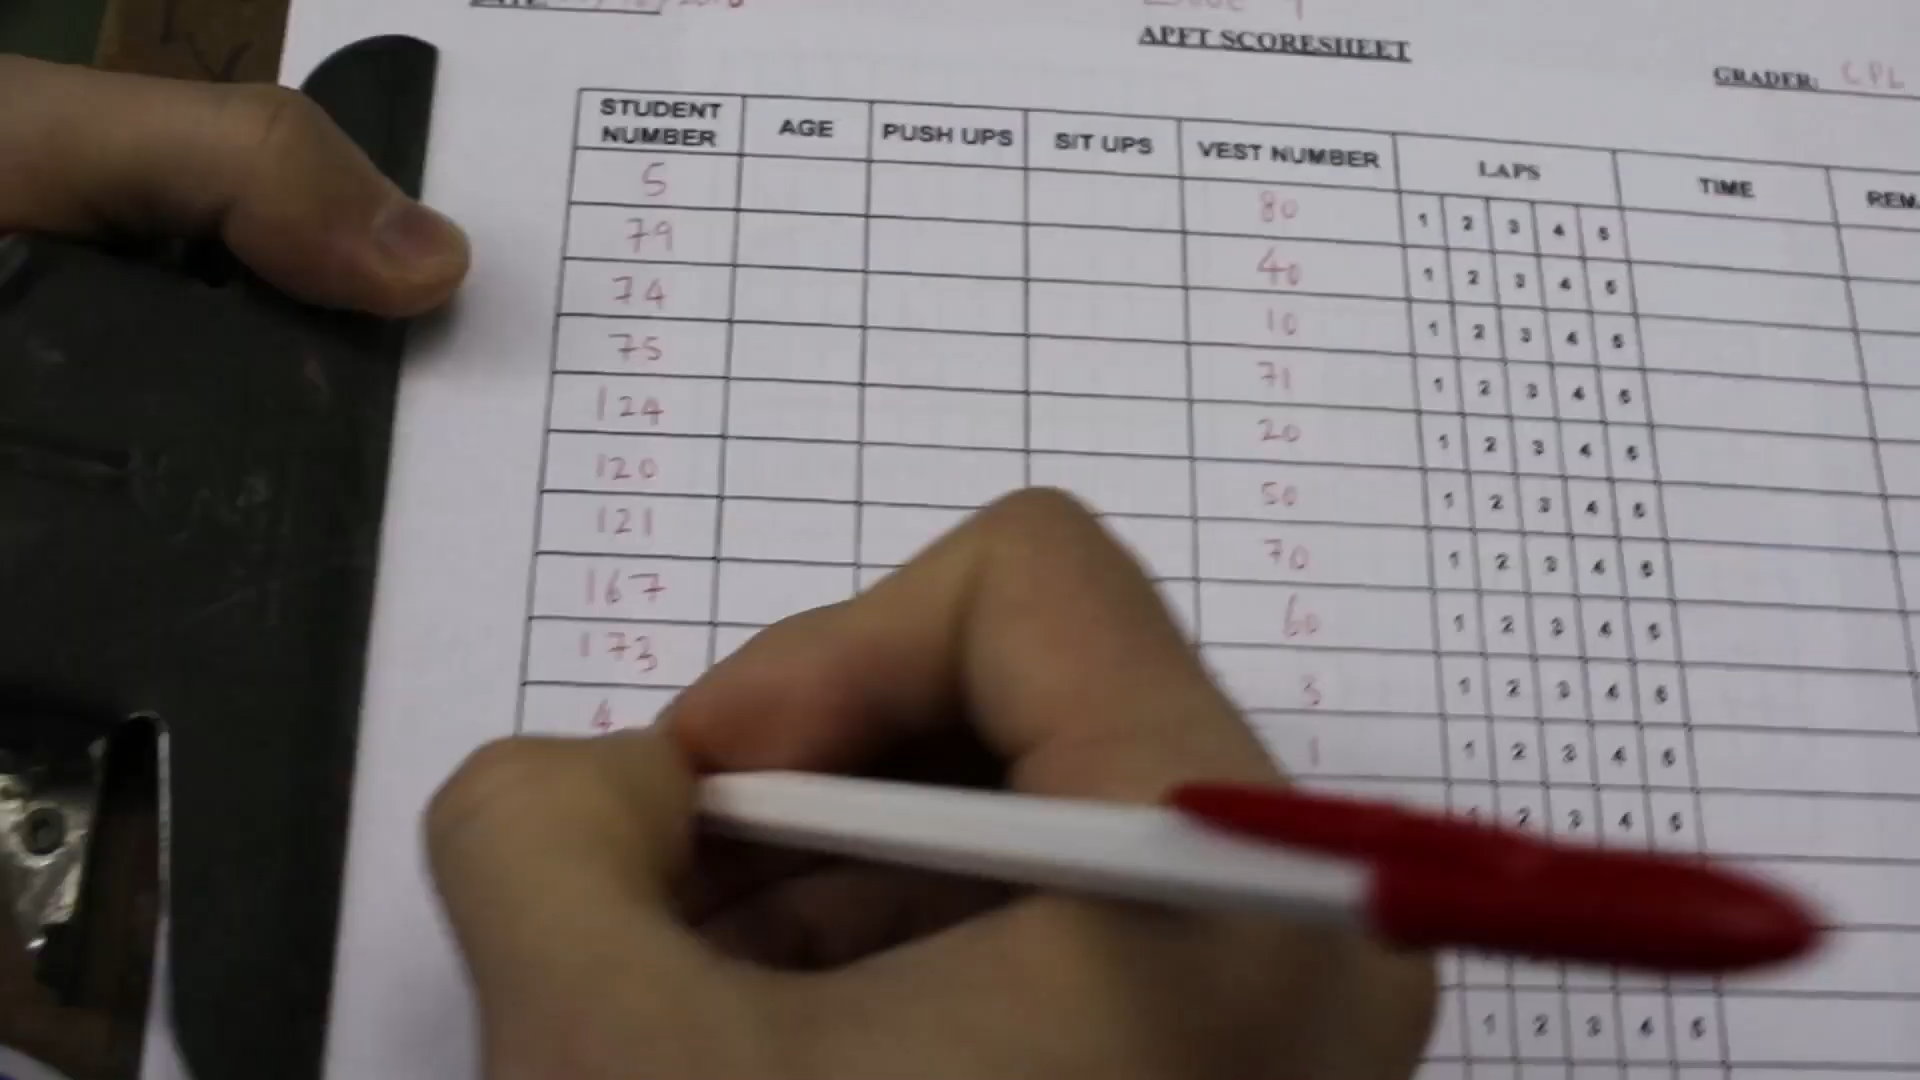 APFT SCORESHEET
GRADER: CPL
STUDENT NUMBER AGE PUSH UPS SIT UPS VEST NUMBER LAPS TIME
5 80 1 2 3 4 5
79 40 1 2 3 4 5
74 10 1 2 3 4 5
75 71 1 2 3 4 5
124 20 1 2 3 4 5
120 50 1 2 3 4 5
121 70 1 2 3 4 5
167 60 1 2 3 4 5
173 3 1 2 3 4 5
4 1 1 2 3 4 5
1 2 3 4 5
1 2 3 4 5